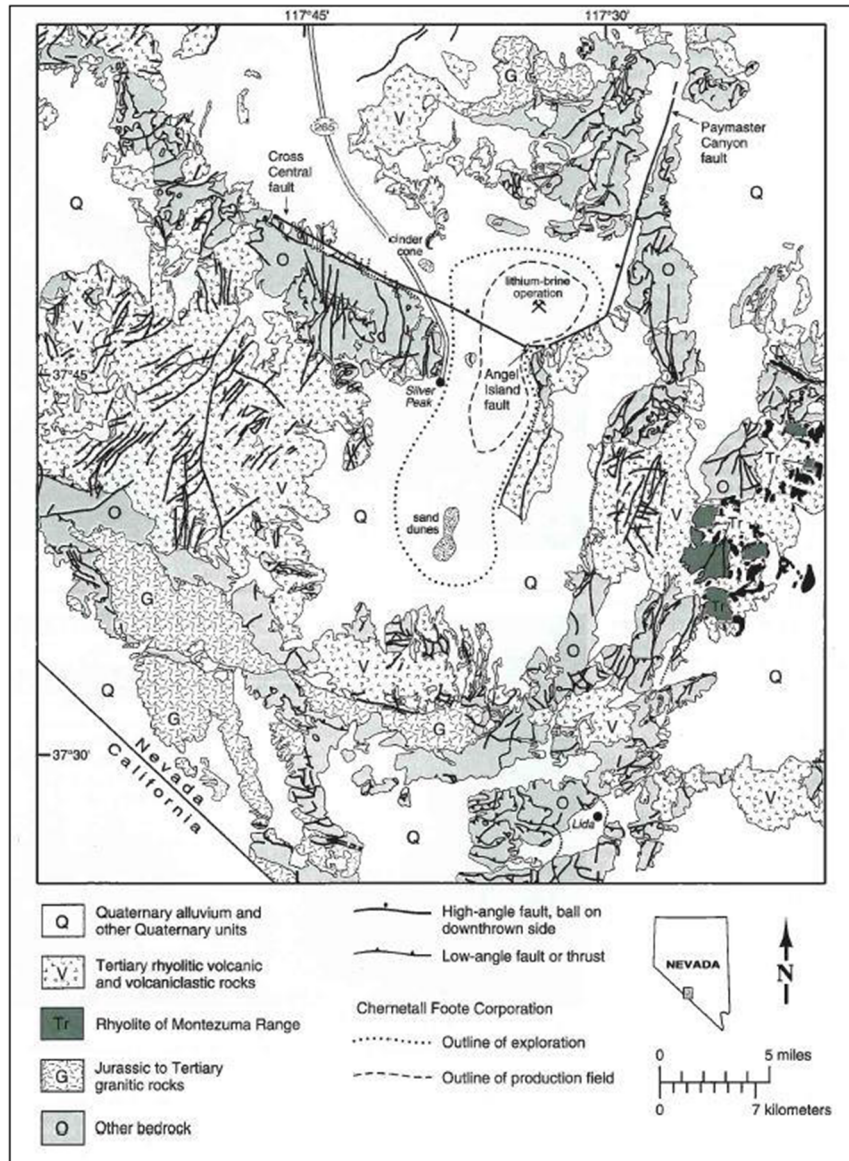 117°45'
117°30'
265
G
V
Paymaster
Canyon
fault
Cross
Central
fault
Q
Q
cinder
cone
O
lithium-brine
operation
O
V
37°45'
Silver
Peak
Angel
Island
fault
Tr
V
O
V
Tr
O
Q
sand
dunes
Q
Tr
G
V
O
Q
Q
G
G
V
Nevada
California
37°30'
V
O
Lida
Q
Q Quaternary alluvium and
other Quaternary units
V Tertiary rhyolitic volcanic
and volcaniclastic rocks
Tr Rhyolite of Montezuma Range
G Jurassic to Tertiary
granitic rocks
O Other bedrock
High-angle fault, ball on
downthrown side
Low-angle fault or thrust
Chemetall Foote Corporation
Outline of exploration
Outline of production field
NEVADA
N
0 5 miles
0 7 kilometers